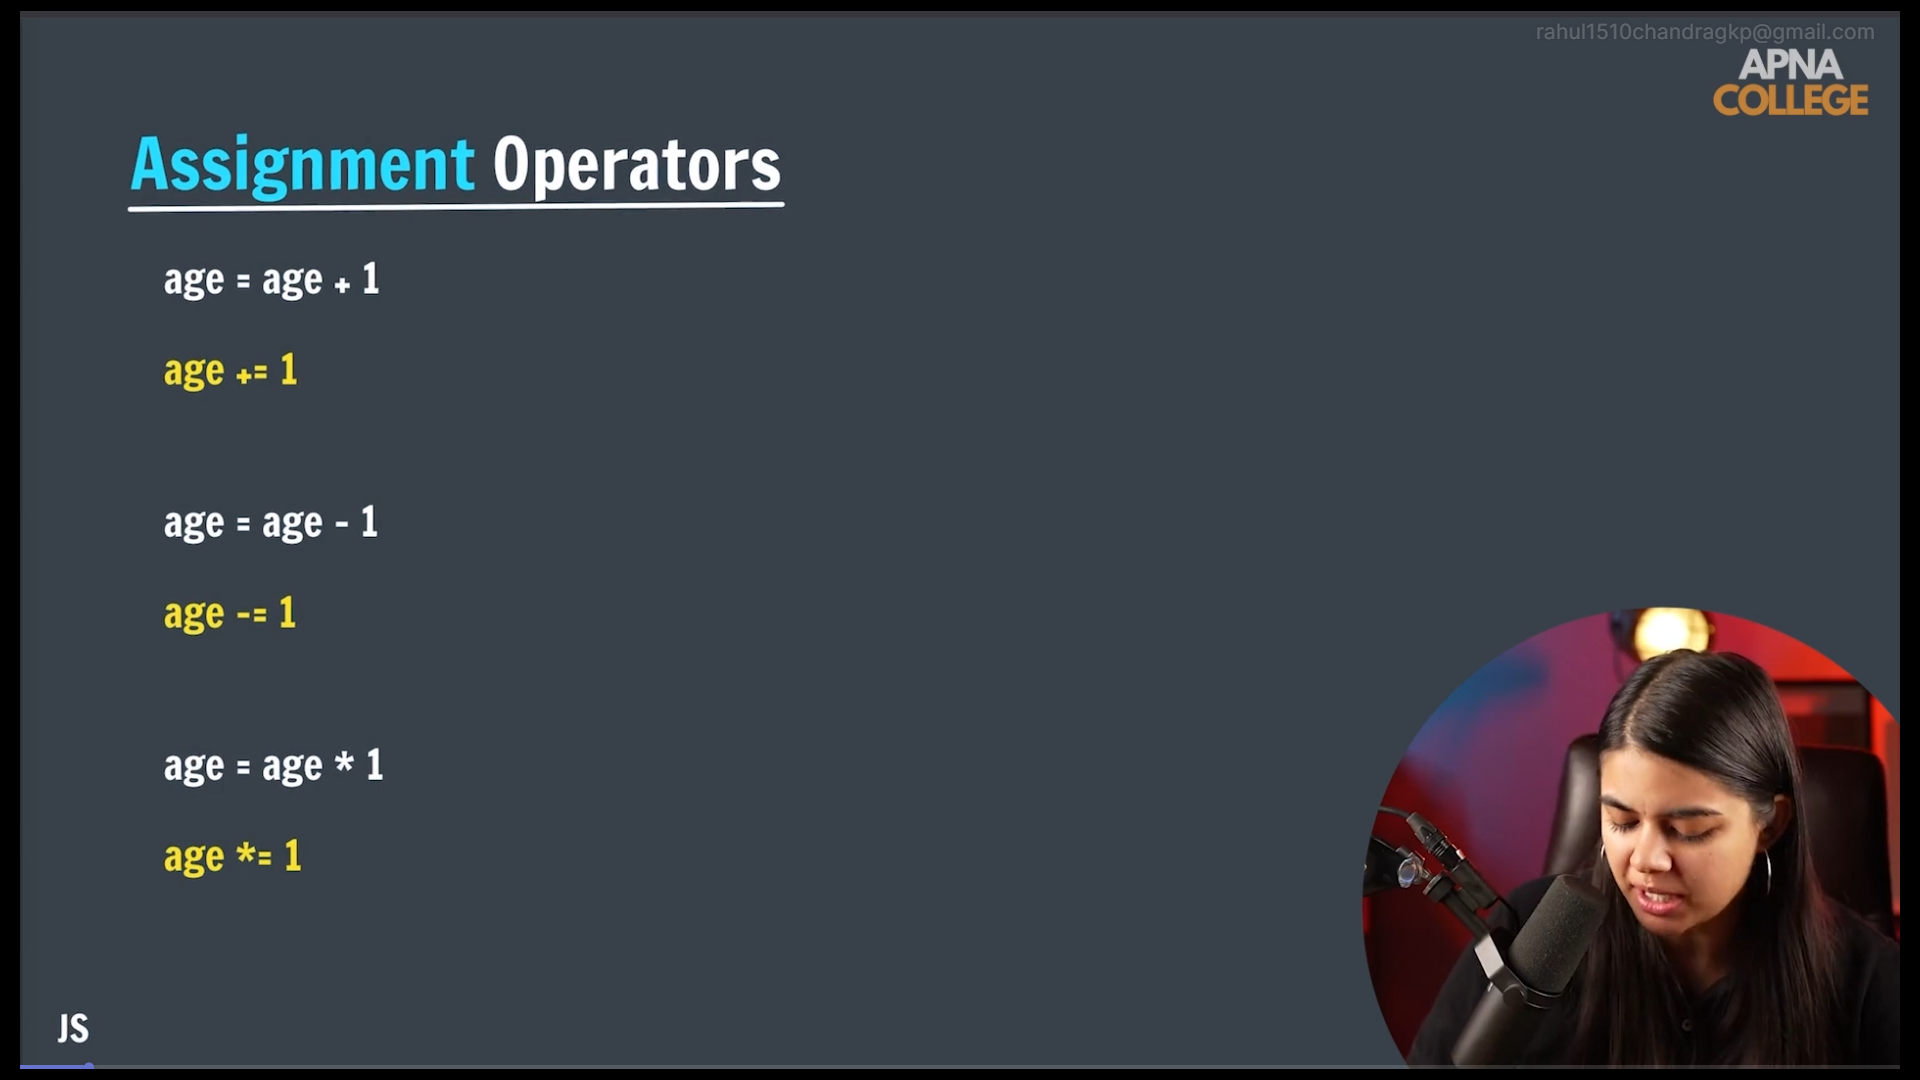 rahul1510chandragkp@gmail.com
APNA
COLLEGE
Assignment Operators
age = age + 1
age += 1
age = age - 1
age -= 1
age = age * 1
age *= 1
JS